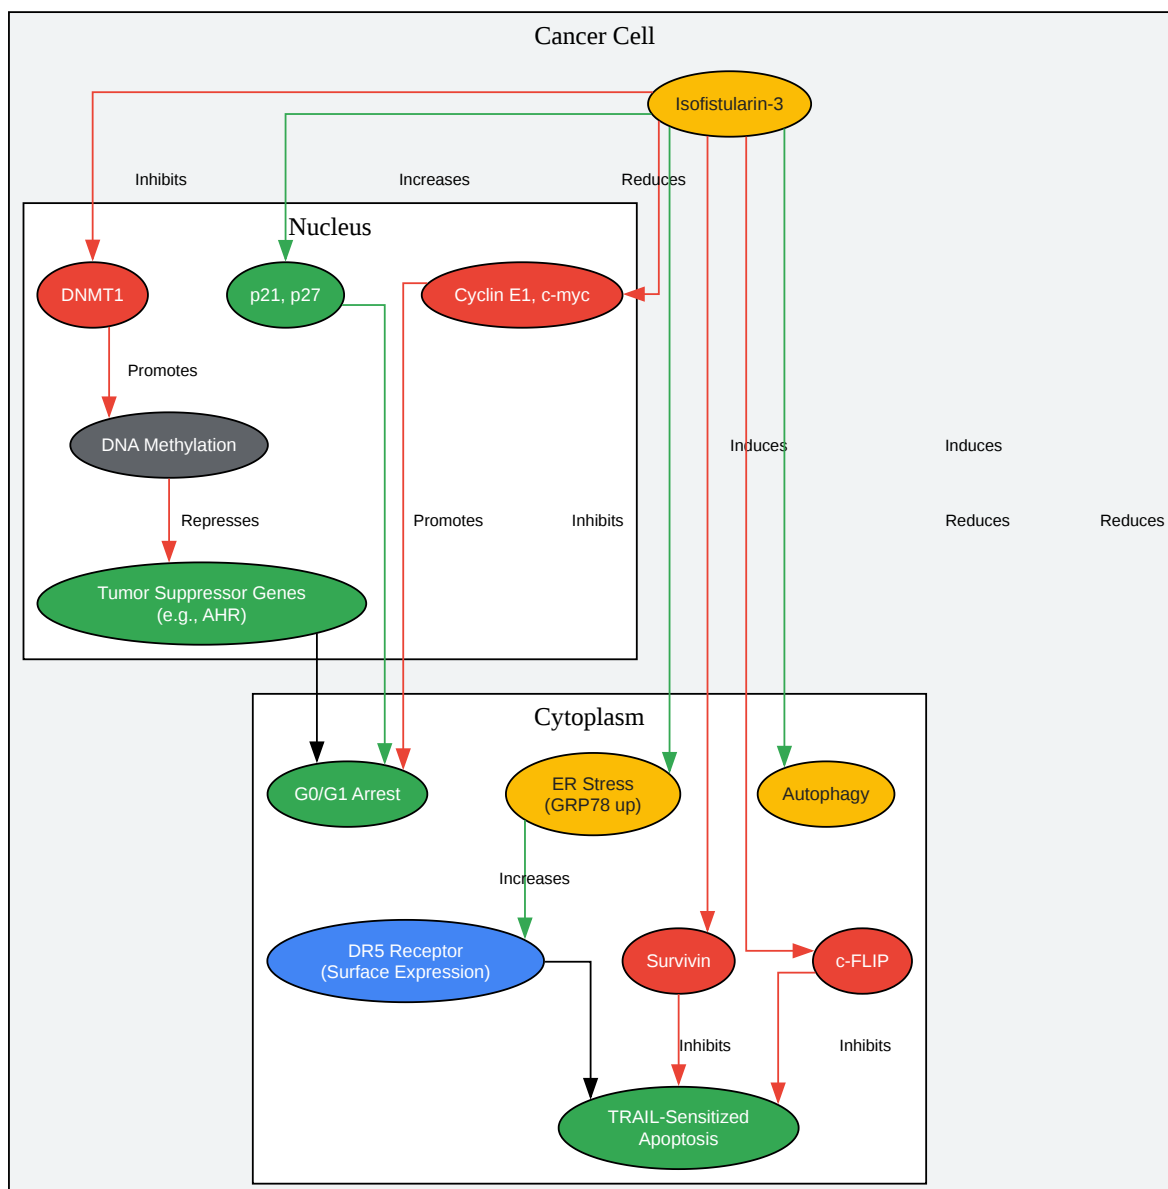 Cancer Cell
Isofistularin-3
Inhibits
Increases
Reduces
Nucleus
DNMT1
p21, p27
Cyclin E1, c-myc
Promotes
DNA Methylation
Induces
Induces
Represses
Promotes
Inhibits
Reduces
Reduces
Tumor Suppressor Genes
(e.g., AHR)
Cytoplasm
G0/G1 Arrest
ER Stress
(GRP78 up)
Autophagy
Increases
DR5 Receptor
(Surface Expression)
Survivin
c-FLIP
Inhibits
Inhibits
TRAIL-Sensitized
Apoptosis